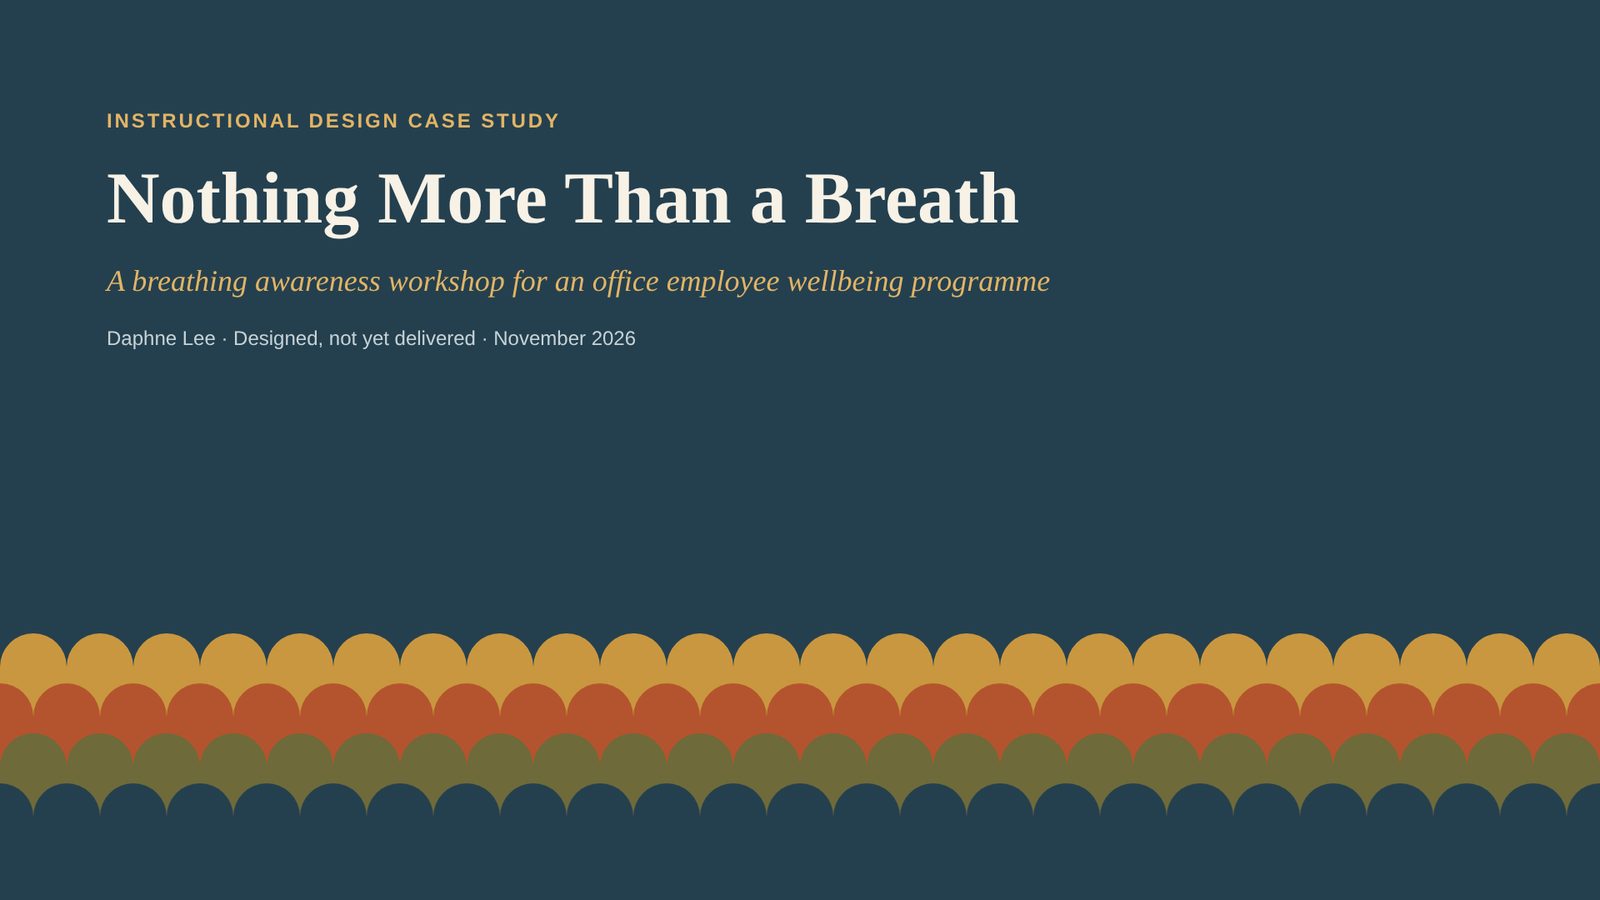 INSTRUCTIONAL DESIGN CASE STUDY
Nothing More Than a Breath
A breathing awareness workshop for an office employee wellbeing programme
Daphne Lee · Designed, not yet delivered · November 2026